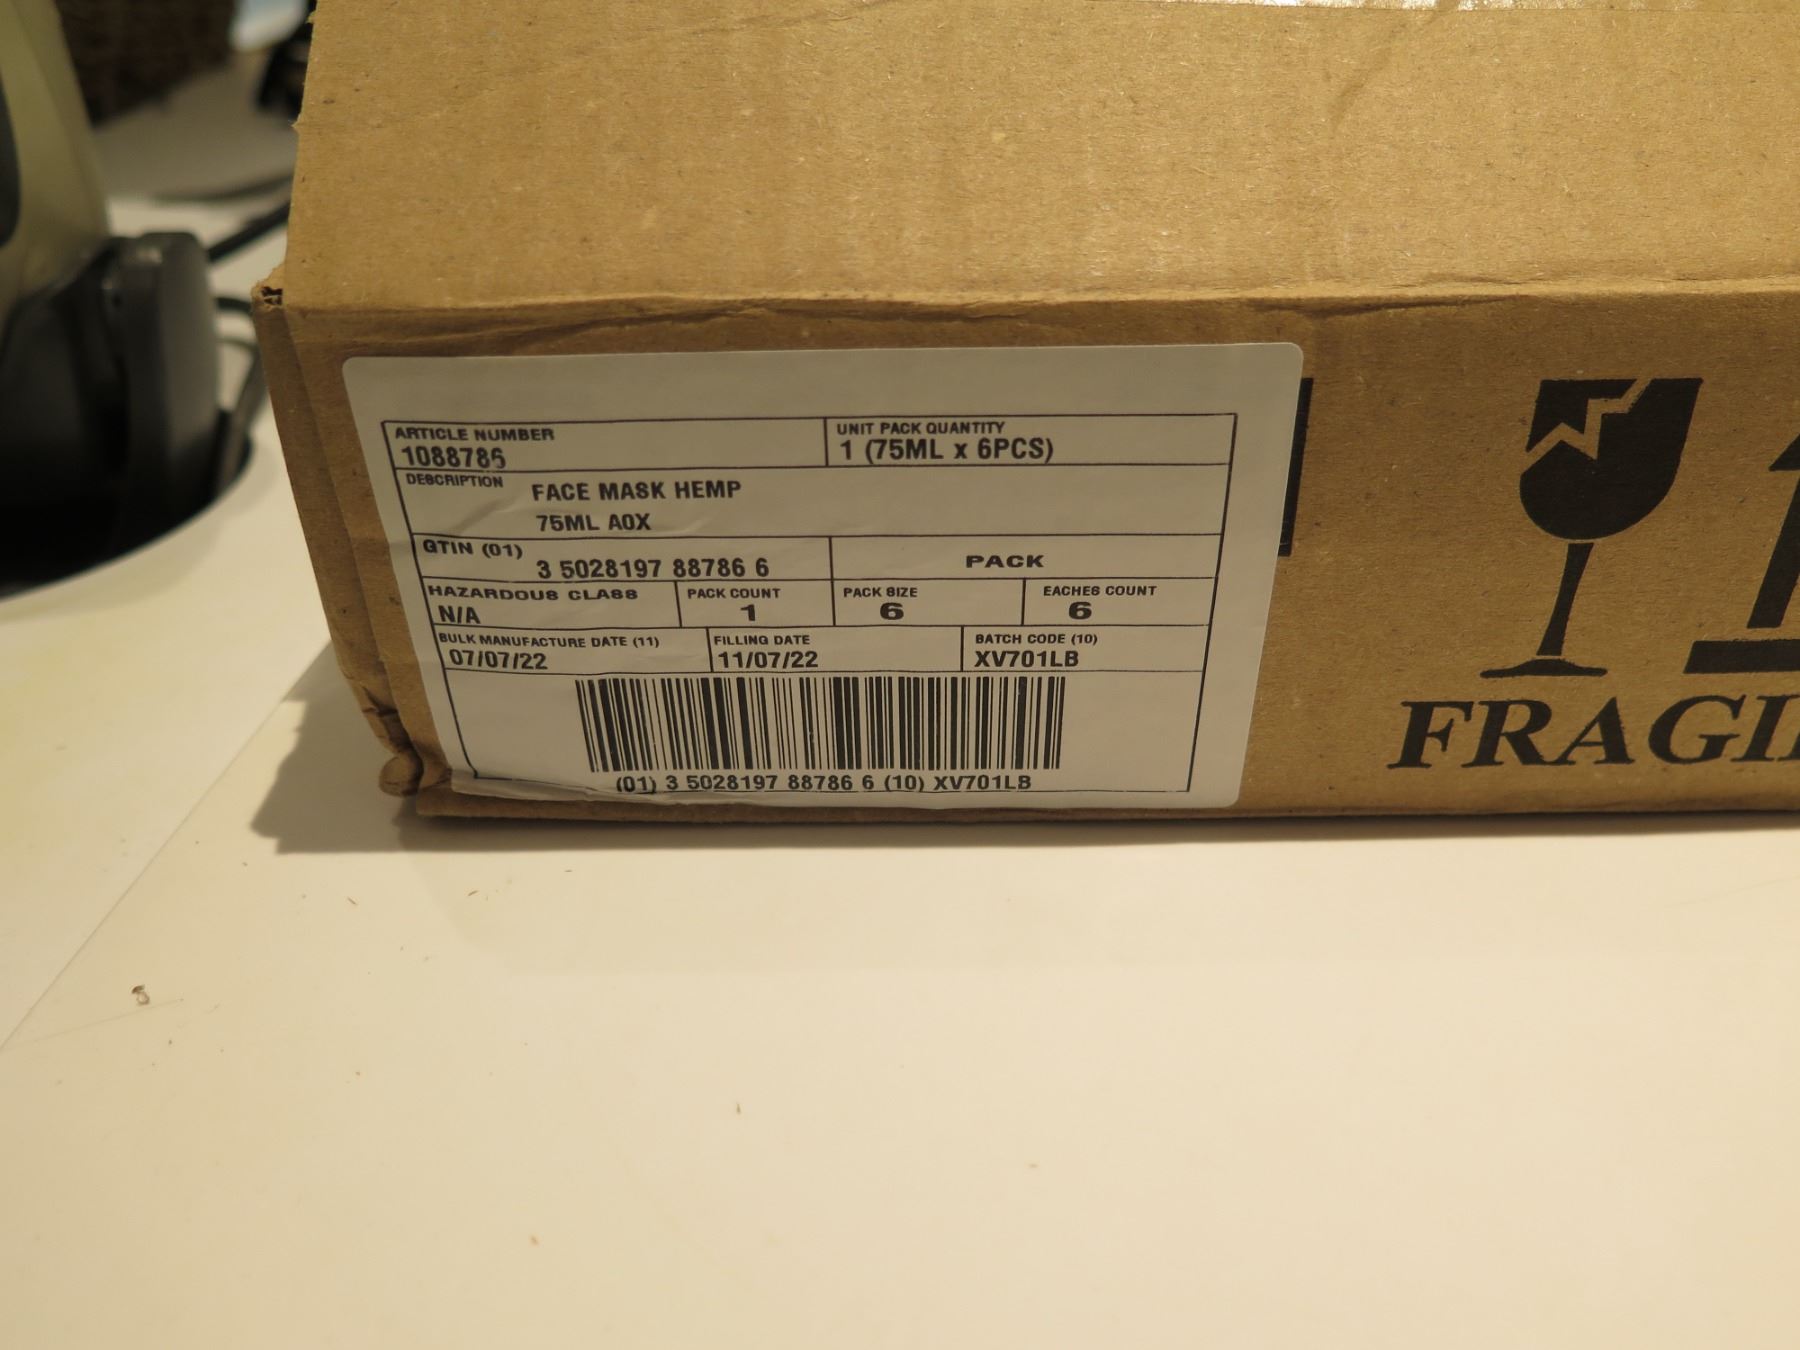 ARTICLE NUMBER
1088786
UNIT PACK QUANTITY
1 (75ML x 6PCS)
DESCRIPTION
FACE MASK HEMP
75ML A0X
GTIN (01)
3 5028197 88786 6
PACK
HAZARDOUS CLASS
N/A
PACK COUNT
1
PACK SIZE
6
EACHES COUNT
6
BULK MANUFACTURE DATE (11)
07/07/22
FILLING DATE
11/07/22
BATCH CODE (10)
XV701LB
(01) 3 5028197 88786 6 (10) XV701LB